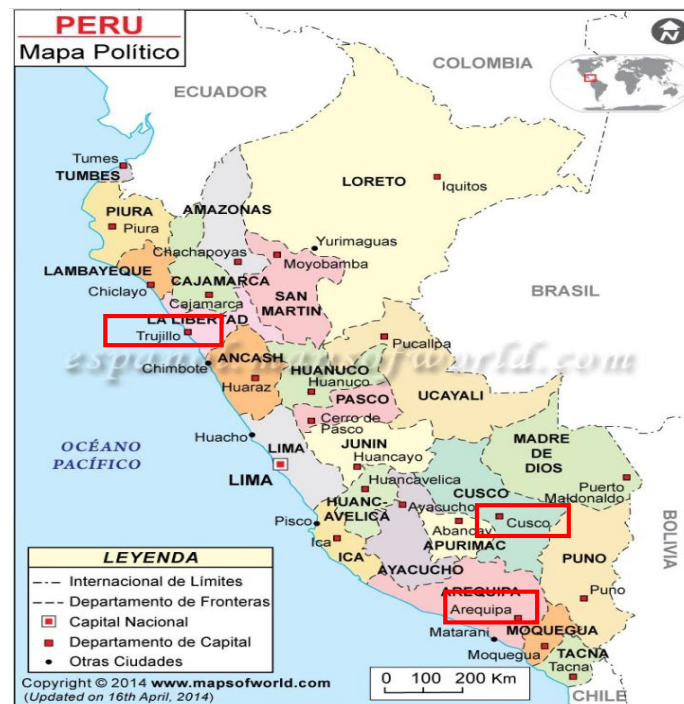 PERU
Mapa Político
N
COLOMBIA
ECUADOR
Tumes
TUMBES
LORETO
Iquitos
PIURA
Piura
AMAZONAS
Yurimaguas
Chachapoyas
Moyobamba
LAMBAYEQUE
CAJAMARCA
Chiclayo
Cajamarca
SAN
MARTIN
BRASIL
LA LIBERTAD
Trujillo
Pucallpa
espanol.mapsofworld.com
ANCASH
Chimbote
HUANUCO
Huanuco
Huaraz
PASCO
UCAYALI
Cerro de
Pasco
Huacho
LIMA
JUNIN
MADRE
DE
DIOS
OCÉANO
PACÍFICO
LIMA
Huancayo
Huancavelica
CUSCO
Puerto
Maldonaldo
HUANC-
AVELICA
Ayacucho
Pisco
Cusco
Abancay
Ica
APURIMAC
ICA
AYACUCHO
PUNO
BOLIVIA
AREQUIPA
Puno
Arequipa
Matarani
MOQUEGUA
Moquegua
TACNA
Tacna
CHILE
LEYENDA
Internacional de Límites
Departamento de Fronteras
Capital Nacional
Departamento de Capital
Otras Ciudades
0 100 200 Km
Copyright © 2014 www.mapsofworld.com
(Updated on 16th April, 2014)